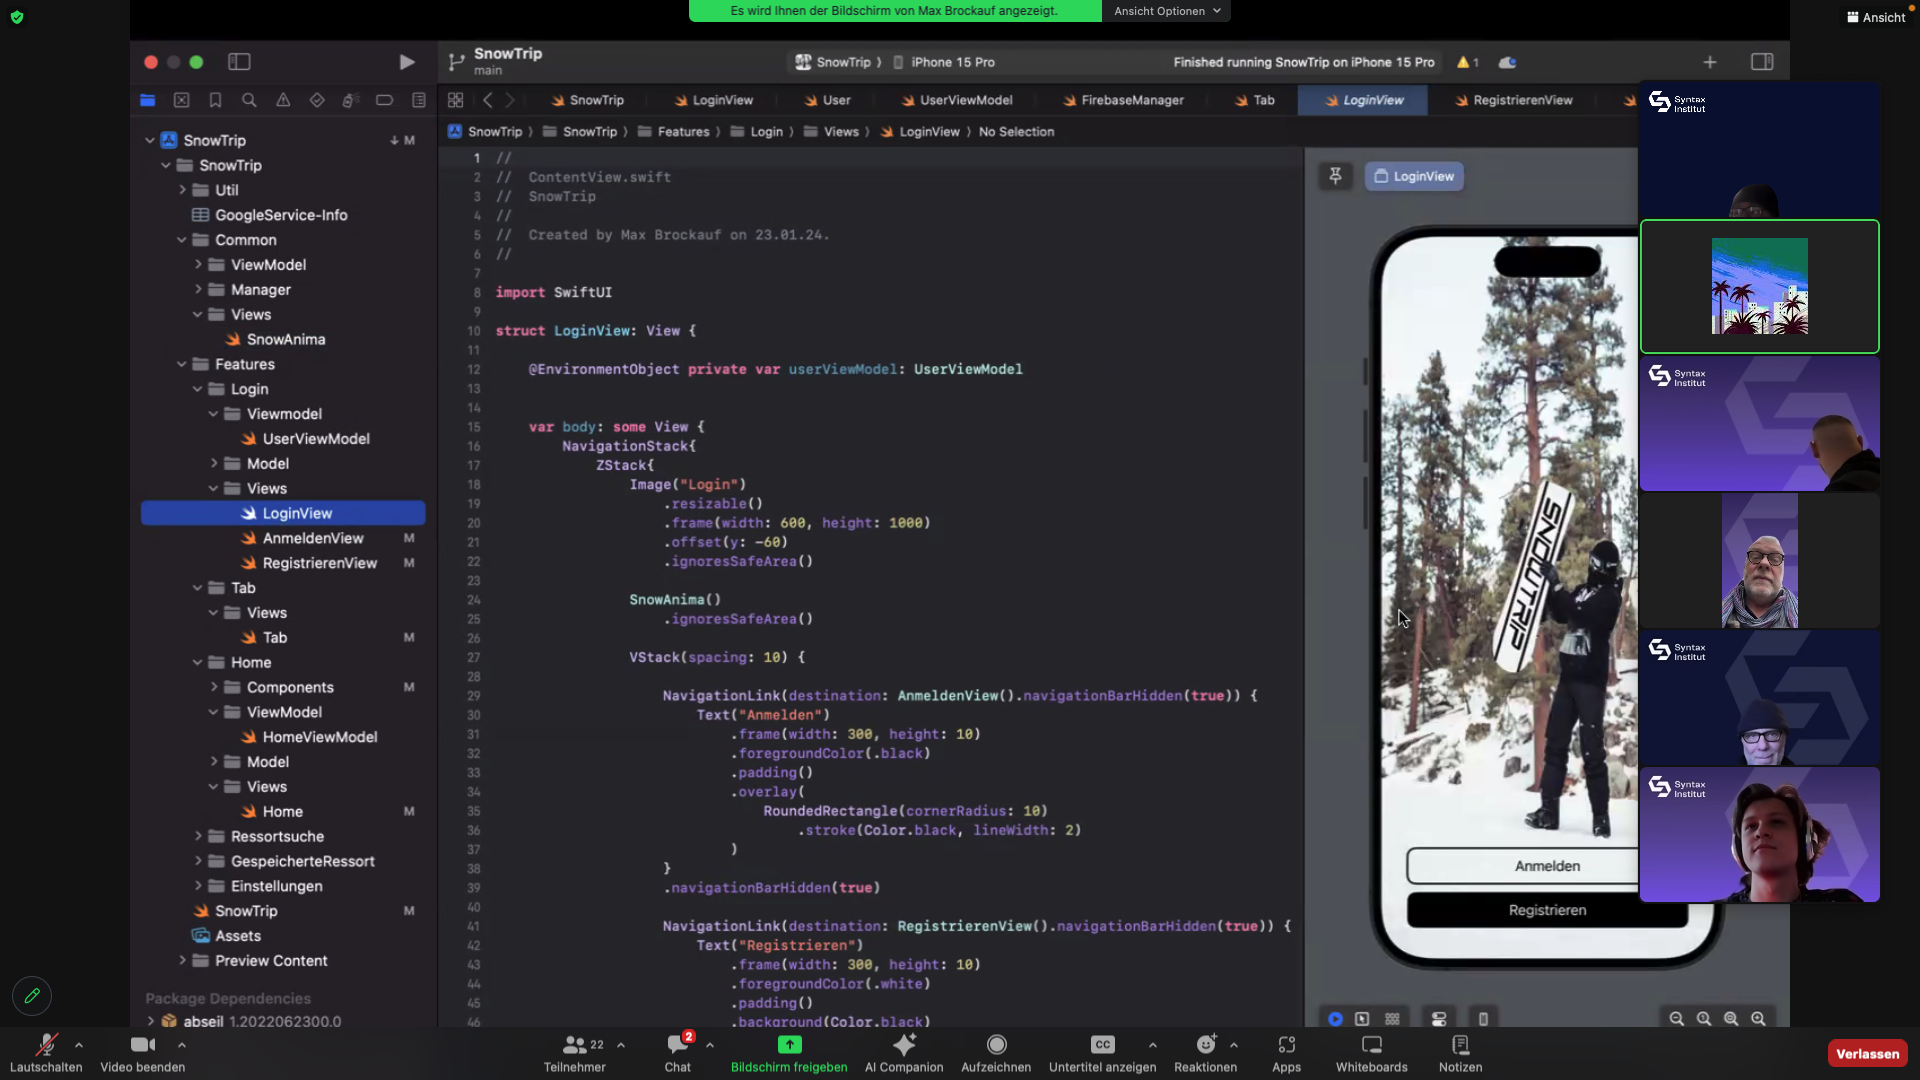 Es wird Ihnen der Bildschirm von Max Brockauf angezeigt.
Ansicht Optionen
Ansicht
SnowTrip
main
SnowTrip
iPhone 15 Pro
Finished running SnowTrip on iPhone 15 Pro
1
SnowTrip
LoginView
User
UserViewModel
FirebaseManager
Tab
LoginView
RegistrierenView
SnowTrip
SnowTrip
Features
Login
Views
LoginView
No Selection
SnowTrip
M
SnowTrip
Util
GoogleService-Info
Common
ViewModel
Manager
Views
SnowAnima
Features
Login
Viewmodel
UserViewModel
Model
Views
LoginView
AnmeldenView M
RegistrierenView M
Tab
Views
Tab M
Home
Components M
ViewModel
HomeViewModel
Model
Views
Home M
Ressortsuche
GespeicherteRessort
Einstellungen
SnowTrip M
Assets
Preview Content
Package Dependencies
abseil 1.2022062300.0
1 //
2 // ContentView.swift
3 // SnowTrip
4 //
5 // Created by Max Brockauf on 23.01.24.
6 //
7
8 import SwiftUI
9
10 struct LoginView: View {
11
12 @EnvironmentObject private var userViewModel: UserViewModel
13
14
15 var body: some View {
16 NavigationStack{
17 ZStack{
18 Image("Login")
19 .resizable()
20 .frame(width: 600, height: 1000)
21 .offset(y: -60)
22 .ignoresSafeArea()
23
24 SnowAnima()
25 .ignoresSafeArea()
26
27 VStack(spacing: 10) {
28
29 NavigationLink(destination: AnmeldenView().navigationBarHidden(true)) {
30 Text("Anmelden")
31 .frame(width: 300, height: 10)
32 .foregroundColor(.black)
33 .padding()
34 .overlay(
35 RoundedRectangle(cornerRadius: 10)
36 .stroke(Color.black, lineWidth: 2)
37 )
38 }
39 .navigationBarHidden(true)
40
41 NavigationLink(destination: RegistrierenView().navigationBarHidden(true)) {
42 Text("Registrieren")
43 .frame(width: 300, height: 10)
44 .foregroundColor(.white)
45 .padding()
46 .background(Color.black)
LoginView
SNOWTRIP
Anmelden
Registrieren
Syntax
Institut
Syntax
Institut
Syntax
Institut
Syntax
Institut
Lautschalten
Video beenden
22
Teilnehmer
2
Chat
Bildschirm freigeben
AI Companion
Aufzeichnen
CC
Untertitel anzeigen
Reaktionen
Apps
Whiteboards
Notizen
Verlassen